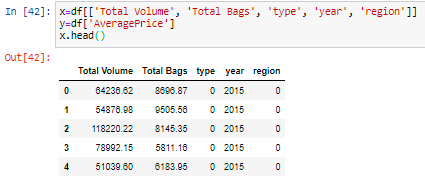 In [42]: x=df[['Total Volume', 'Total Bags', 'type', 'year', 'region']]
y=df['AveragePrice']
x.head()
Out[42]:
Total Volume Total Bags type year region
0 64236.62 8696.87 0 2015 0
1 54876.98 9505.56 0 2015 0
2 118220.22 8145.35 0 2015 0
3 78992.15 5811.16 0 2015 0
4 51039.60 6183.95 0 2015 0